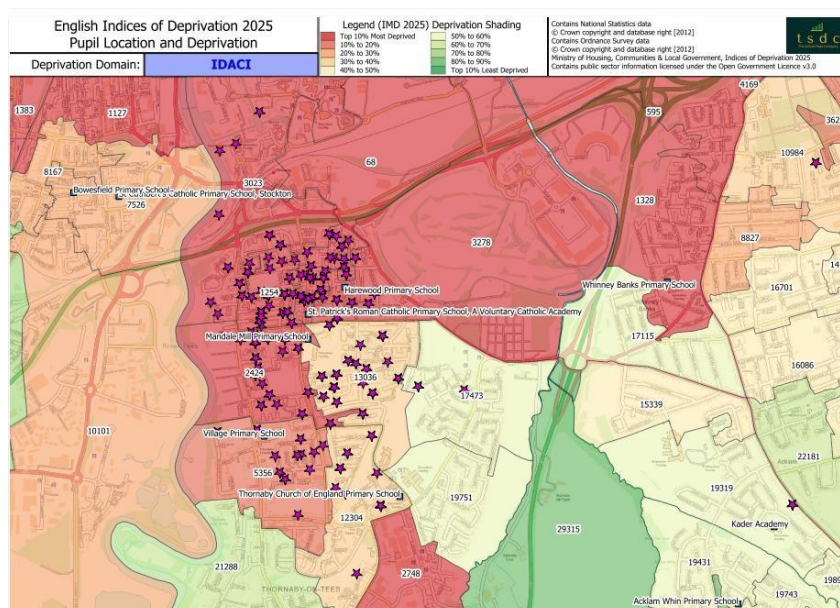 English Indices of Deprivation 2025
Pupil Location and Deprivation
Deprivation Domain:
IDACI
Legend (IMD 2025) Deprivation Shading
Top 10% Most Deprived
10% to 20%
20% to 30%
30% to 40%
40% to 50%
50% to 60%
60% to 70%
70% to 80%
80% to 90%
Top 10% Least Deprived
Contains National Statistics data
© Crown copyright and database right [2012]
Contains Ordnance Survey data
© Crown copyright and database right [2012]
Ministry of Housing, Communities & Local Government, Indices of Deprivation 2025
Contains public sector information licensed under the Open Government Licence v3.0
tsdc
1383
1127
595
4169
362
68
10984
8167
3023
Bowesfield Primary School
Cuthbert's Catholic Primary School, Stockton
7526
1328
8827
3278
14
1254
Harewood Primary School
Whinney Banks Primary School
16701
St. Patrick's Roman Catholic Primary School, A Voluntary Catholic Academy
Mandale Mill Primary School
17115
2424
13036
16086
17473
15339
10101
Village Primary School
22181
5356
19319
Thornaby Church of England Primary School
19751
12304
Kader Academy
29315
21288
2748
19431
THORNABY-ON-TEES
19743
1989
Acklam Whin Primary School